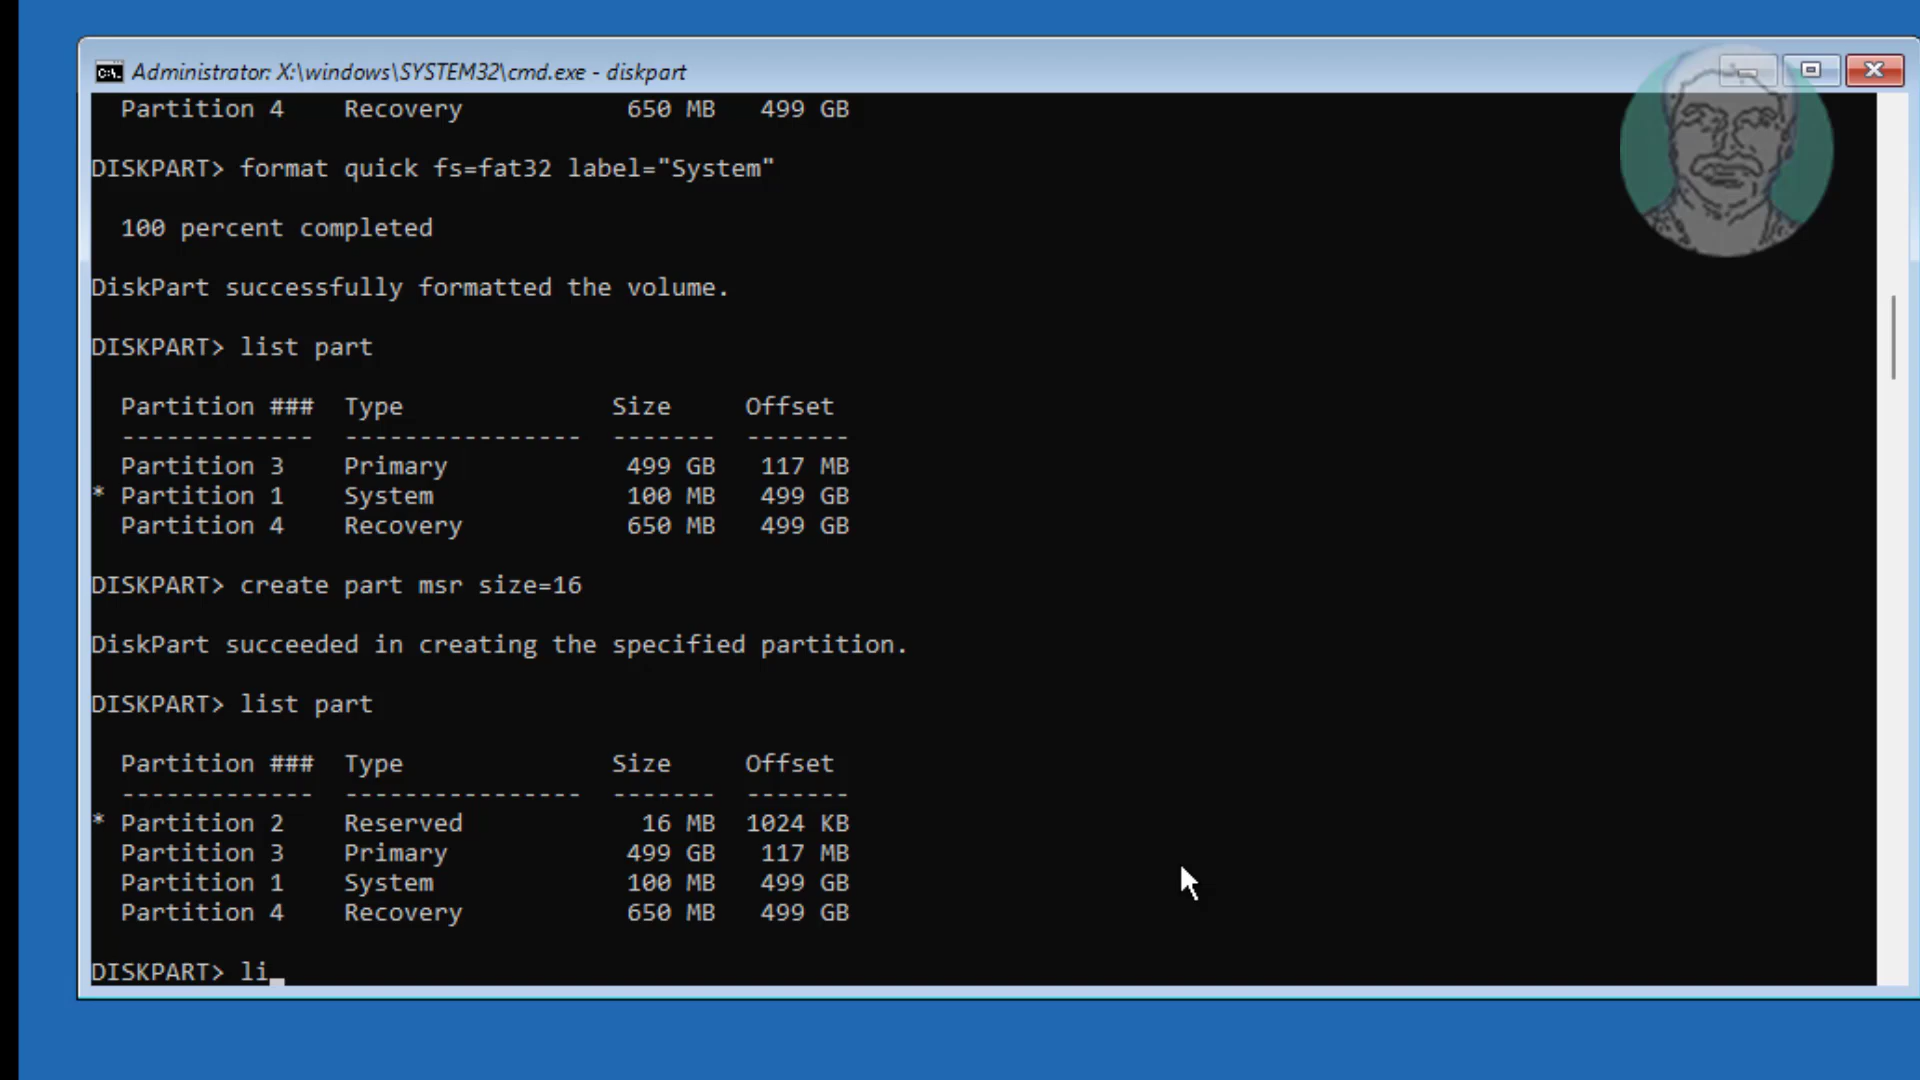 Administrator: X:\windows\SYSTEM32\cmd.exe - diskpart
Partition 4    Recovery           650 MB   499 GB
DISKPART> format quick fs=fat32 label="System"
100 percent completed
DiskPart successfully formatted the volume.
DISKPART> list part
Partition ###  Type              Size     Offset
-------------  ----------------  -------  -------
Partition 3    Primary            499 GB   117 MB
* Partition 1    System             100 MB   499 GB
Partition 4    Recovery           650 MB   499 GB
DISKPART> create part msr size=16
DiskPart succeeded in creating the specified partition.
DISKPART> list part
Partition ###  Type              Size     Offset
-------------  ----------------  -------  -------
* Partition 2    Reserved            16 MB  1024 KB
Partition 3    Primary            499 GB   117 MB
Partition 1    System             100 MB   499 GB
Partition 4    Recovery           650 MB   499 GB
DISKPART> li_